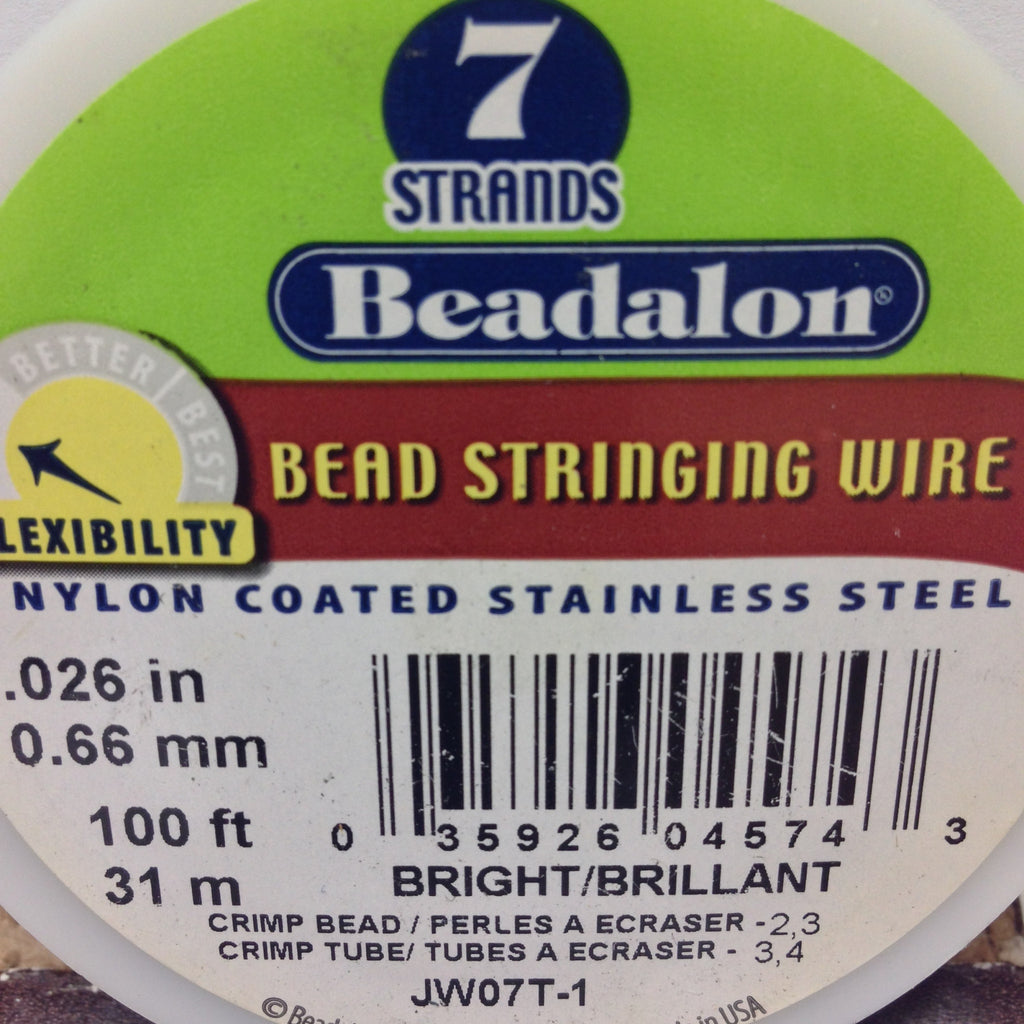 7
STRANDS
Beadalon®
BETTER | BEST
LEXIBILITY
BEAD STRINGING WIRE
NYLON COATED STAINLESS STEEL
.026 in
0.66 mm
100 ft
31 m
0 35926 04574 3
BRIGHT/BRILLANT
CRIMP BEAD / PERLES A ECRASER -2,3
CRIMP TUBE/ TUBES A ECRASER - 3,4
JW07T-1
© in USA